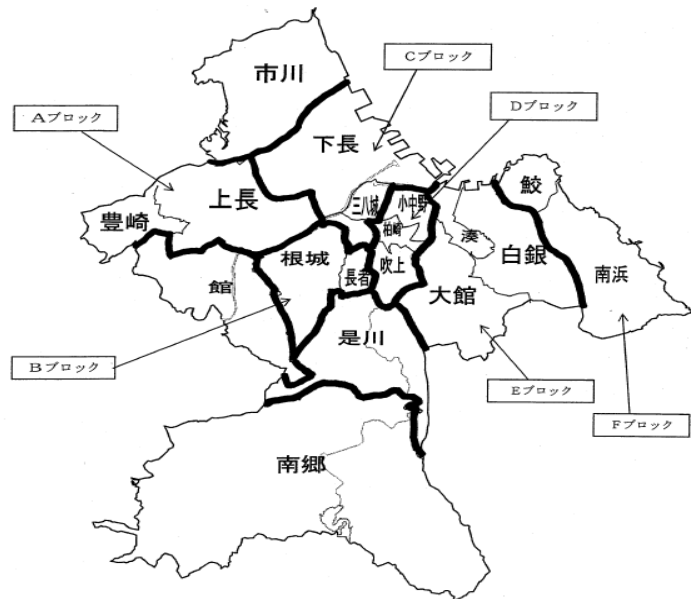 市川
Cブロック
Aブロック
Dブロック
下長
上長
三八城
小中野
鮫
豊崎
柏崎
湊
白銀
南浜
根城
館
長者
吹上
大館
是川
Bブロック
Eブロック
Fブロック
南郷